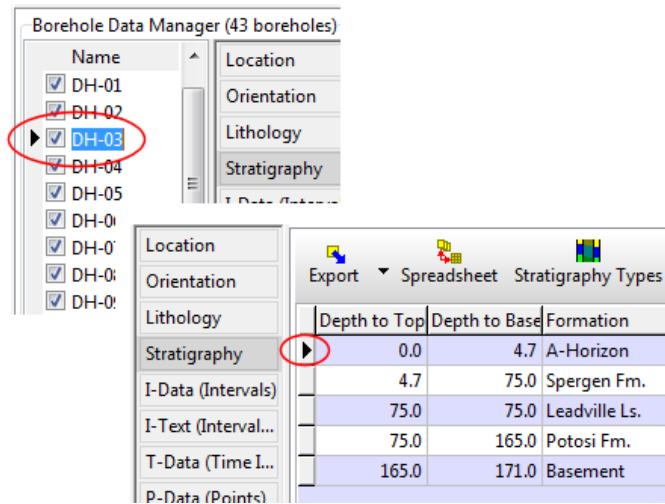 Borehole Data Manager (43 boreholes)
Name
DH-01
DH-02
DH-03
DH-04
DH-05
Location
Orientation
Lithology
Stratigraphy
Location
Orientation
Lithology
Stratigraphy
I-Data (Intervals)
I-Text (Interval...
T-Data (Time I...
P-Data (Points)
Export Spreadsheet Stratigraphy Types
Depth to Top Depth to Base Formation
0.0 4.7 A-Horizon
4.7 75.0 Spergen Fm.
75.0 75.0 Leadville Ls.
75.0 165.0 Potosi Fm.
165.0 171.0 Basement